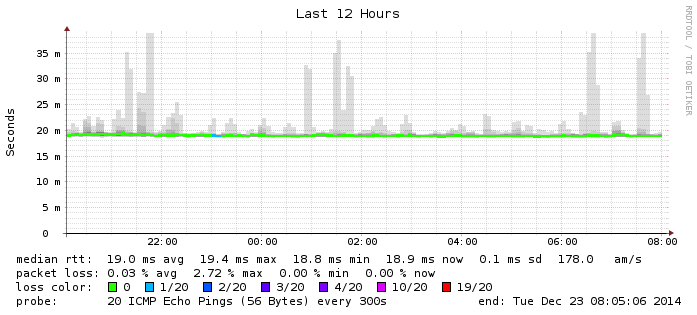 Last 12 Hours
RRDTOOL / TOBI OETIKER
Seconds
35 m
30 m
25 m
20 m
15 m
10 m
5 m
0
22:00 00:00 02:00 04:00 06:00 08:00
median rtt: 19.0 ms avg 19.4 ms max 18.8 ms min 18.9 ms now 0.1 ms sd 178.0 am/s
packet loss: 0.03 % avg 2.72 % max 0.00 % min 0.00 % now
loss color: 0 1/20 2/20 3/20 4/20 10/20 19/20
probe: 20 ICMP Echo Pings (56 Bytes) every 300s end: Tue Dec 23 08:05:06 2014